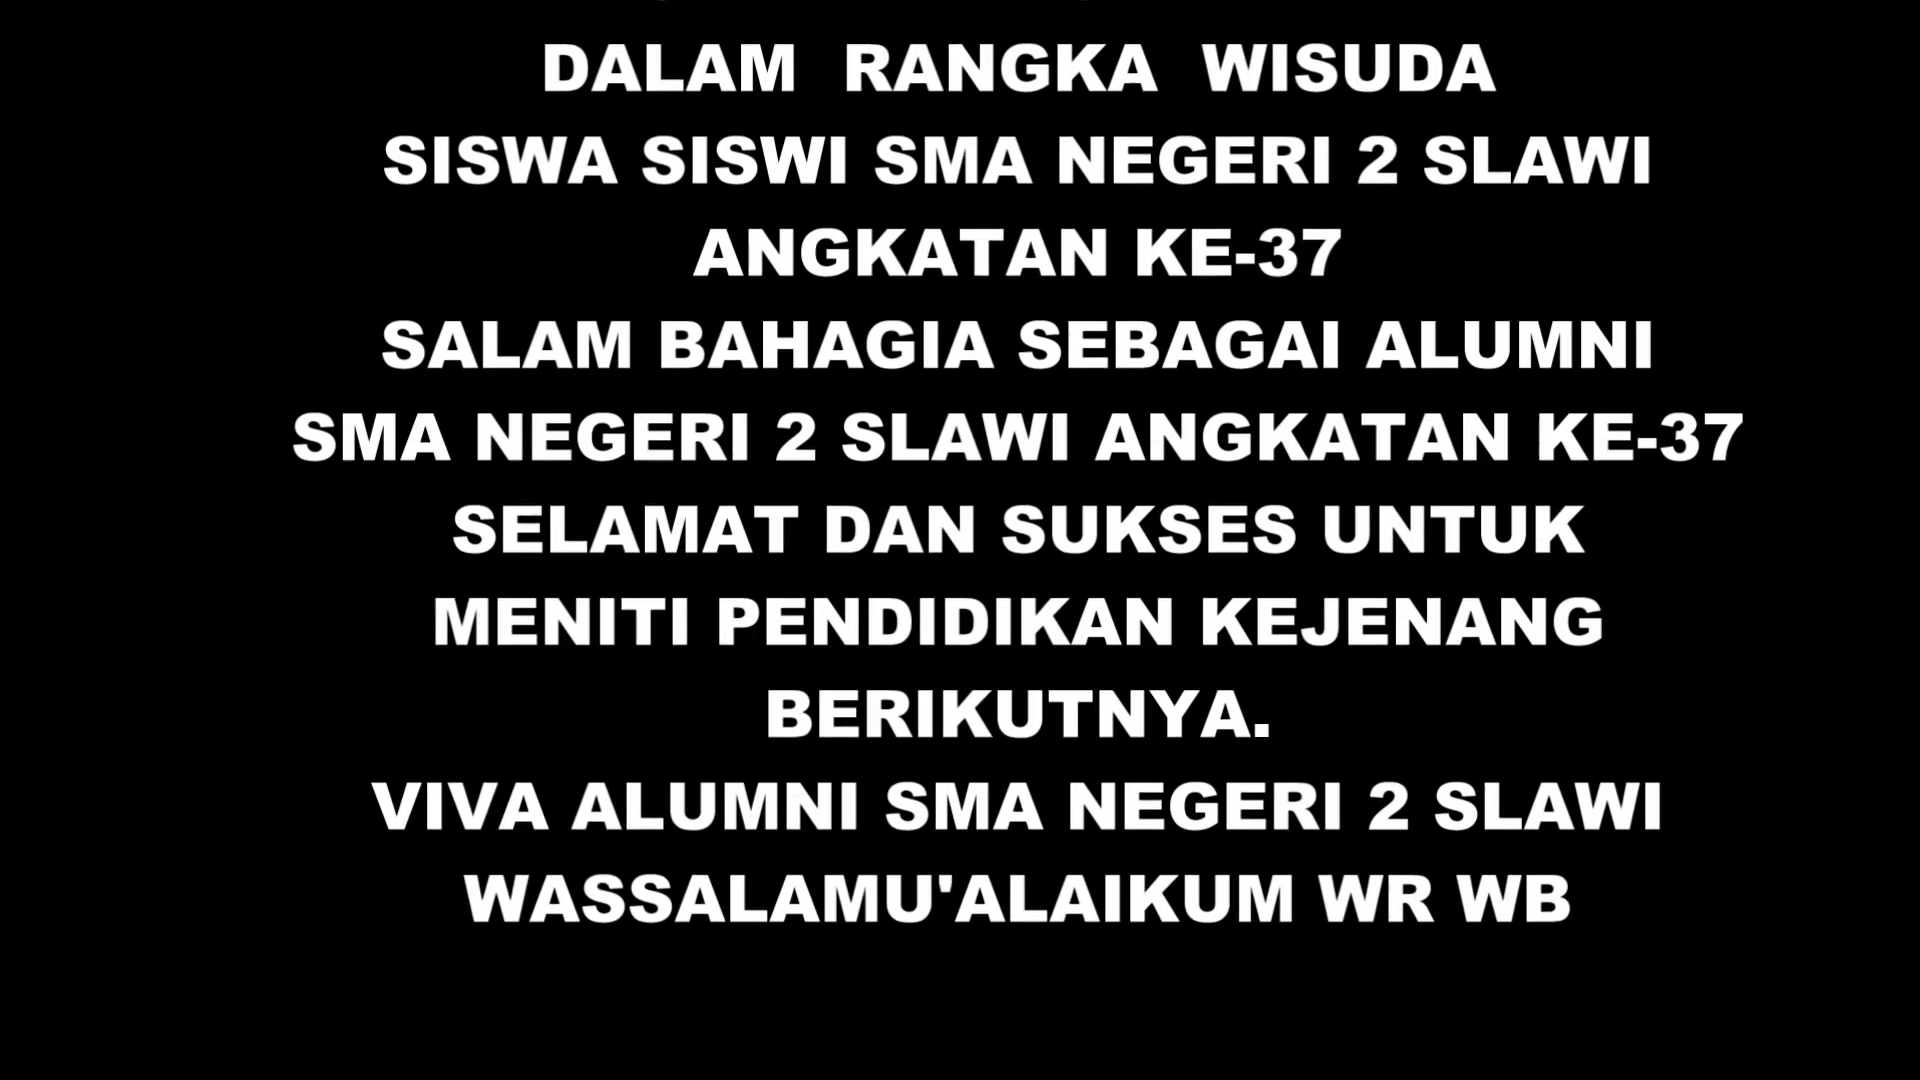 DALAM RANGKA WISUDA
SISWA SISWI SMA NEGERI 2 SLAWI
ANGKATAN KE-37
SALAM BAHAGIA SEBAGAI ALUMNI
SMA NEGERI 2 SLAWI ANGKATAN KE-37
SELAMAT DAN SUKSES UNTUK
MENITI PENDIDIKAN KEJENANG
BERIKUTNYA.
VIVA ALUMNI SMA NEGERI 2 SLAWI
WASSALAMU'ALAIKUM WR WB